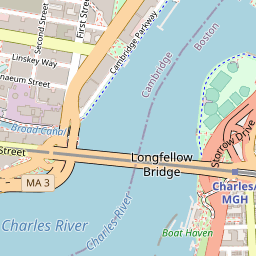 Second Street
First Street
Linskey Way
Cambridge Parkway
Cambridge
Boston
naeum Street
Broad Canal
Street
Longfellow
Bridge
Storrow Drive
MA 3
Charles/
MGH
Charles River
Charles River
Boat Haven